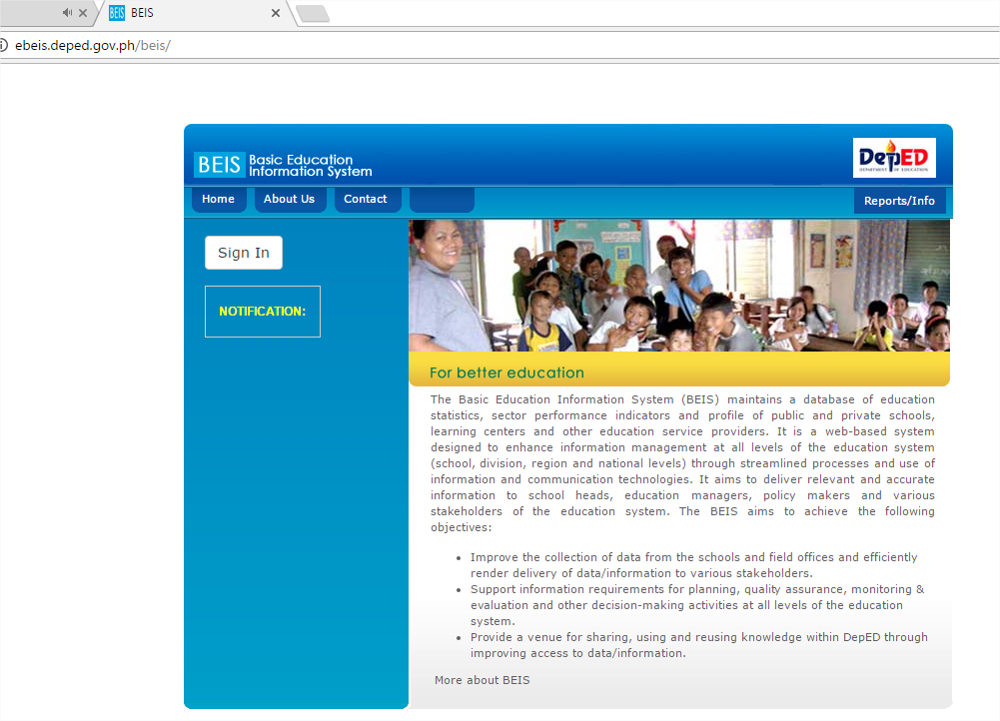 BEIS
ebeis.deped.gov.ph/beis/
BEIS Basic Education
Information System
DepED
DEPARTMENT OF EDUCATION
Home About Us Contact Reports/Info
Sign In
NOTIFICATION:
For better education
The Basic Education Information System (BEIS) maintains a database of education
statistics, sector performance indicators and profile of public and private schools,
learning centers and other education service providers. It is a web-based system
designed to enhance information management at all levels of the education system
(school, division, region and national levels) through streamlined processes and use of
information and communication technologies. It aims to deliver relevant and accurate
information to school heads, education managers, policy makers and various
stakeholders of the education system. The BEIS aims to achieve the following
objectives:
• Improve the collection of data from the schools and field offices and efficiently
render delivery of data/information to various stakeholders.
• Support information requirements for planning, quality assurance, monitoring &
evaluation and other decision-making activities at all levels of the education
system.
• Provide a venue for sharing, using and reusing knowledge within DepED through
improving access to data/information.
More about BEIS